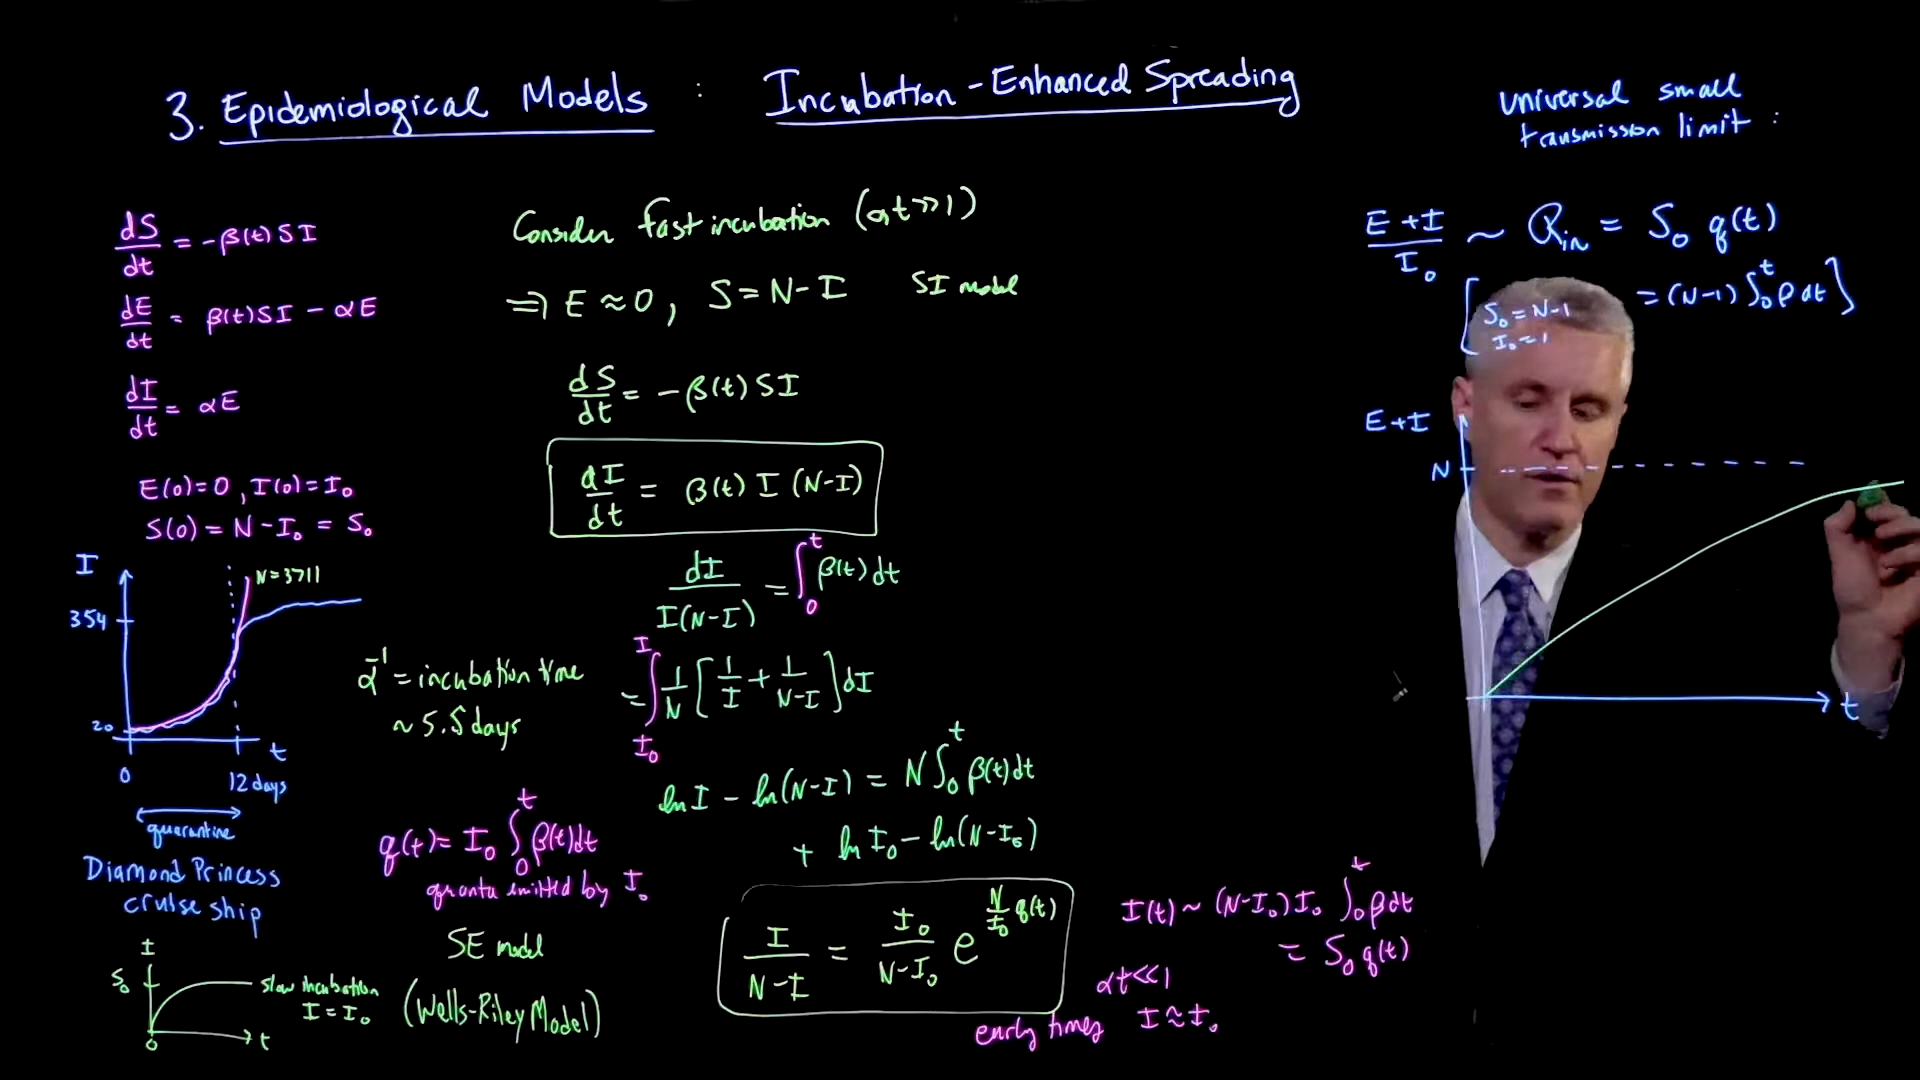 3. Epidemiological Models : Incubation - Enhanced Spreading
dS/dt = -β(t) S I
dE/dt = β(t) S I - αE
dI/dt = αE
E(0)=0, I(0)=I₀
S(0) = N - I₀ = S₀
I
N=3711
354
20
0
12 days
t
quarantine
Diamond Princess
cruise ship
I
S₀
slow incubation
I = I₀
0
t
α⁻¹ = incubation time
~ 5.5 days
q(t) = I₀ ∫₀ᵗ β(t)dt
quanta emitted by I₀
SE model
(Wells-Riley Model)
Consider fast incubation (αt >> 1)
⇒ E ≈ 0, S = N - I SI model
dS/dt = -β(t) S I
dI/dt = β(t) I (N-I)
dI/I(N-I) = ∫₀ᵗ β(t) dt
= ∫_{I₀}^{I} 1/N [1/I + 1/N-I] dI
ln I - ln(N-I) = N ∫₀ᵗ β(t)dt
+ ln I₀ - ln(N-I₀)
I/N-I = I₀/N-I₀ e^{N/I₀ q(t)}
I(t) ~ (N-I₀) I₀ ∫₀ᵗ β dt
= S₀ q(t)
αt << 1
early times I ≈ I₀
universal small
transmission limit :
E+I/I₀ ~ Rᵢₙ = S₀ q(t)
[S₀ = N-1
I₀ = 1
= (N-1) ∫₀ᵗ β dt]
E+I
N
t